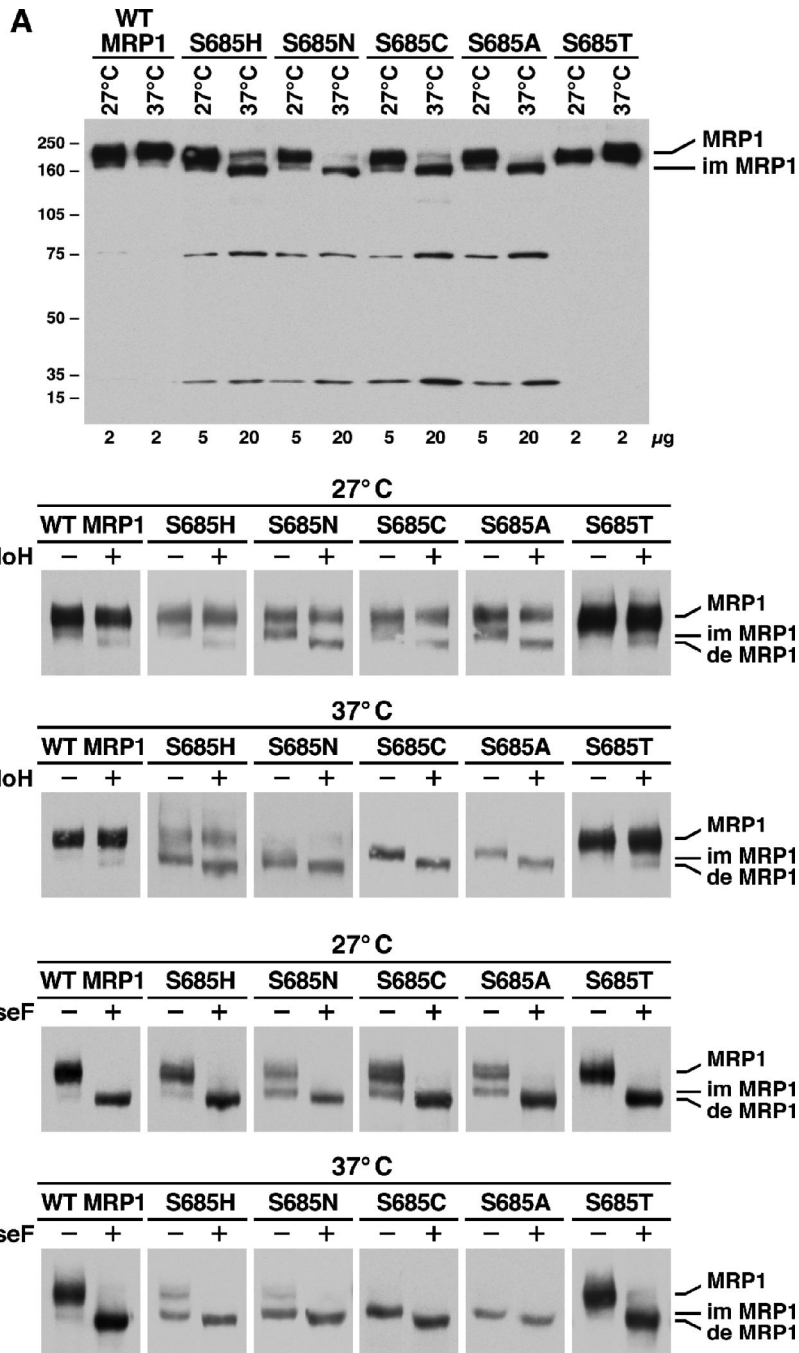 A
WT
MRP1 S685H S685N S685C S685A S685T
27°C 37°C 27°C 37°C 27°C 37°C 27°C 37°C 27°C 37°C 27°C 37°C
250 –
160 –
105 –
75 –
50 –
35 –
15 –
MRP1
im MRP1
2 2 5 20 5 20 5 20 5 20 2 2 µg
27° C
WT MRP1 S685H S685N S685C S685A S685T
doH – + – + – + – + – + – +
MRP1
im MRP1
de MRP1
37° C
WT MRP1 S685H S685N S685C S685A S685T
doH – + – + – + – + – + – +
MRP1
im MRP1
de MRP1
27° C
WT MRP1 S685H S685N S685C S685A S685T
seF – + – + – + – + – + – +
MRP1
im MRP1
de MRP1
37° C
WT MRP1 S685H S685N S685C S685A S685T
seF – + – + – + – + – + – +
MRP1
im MRP1
de MRP1